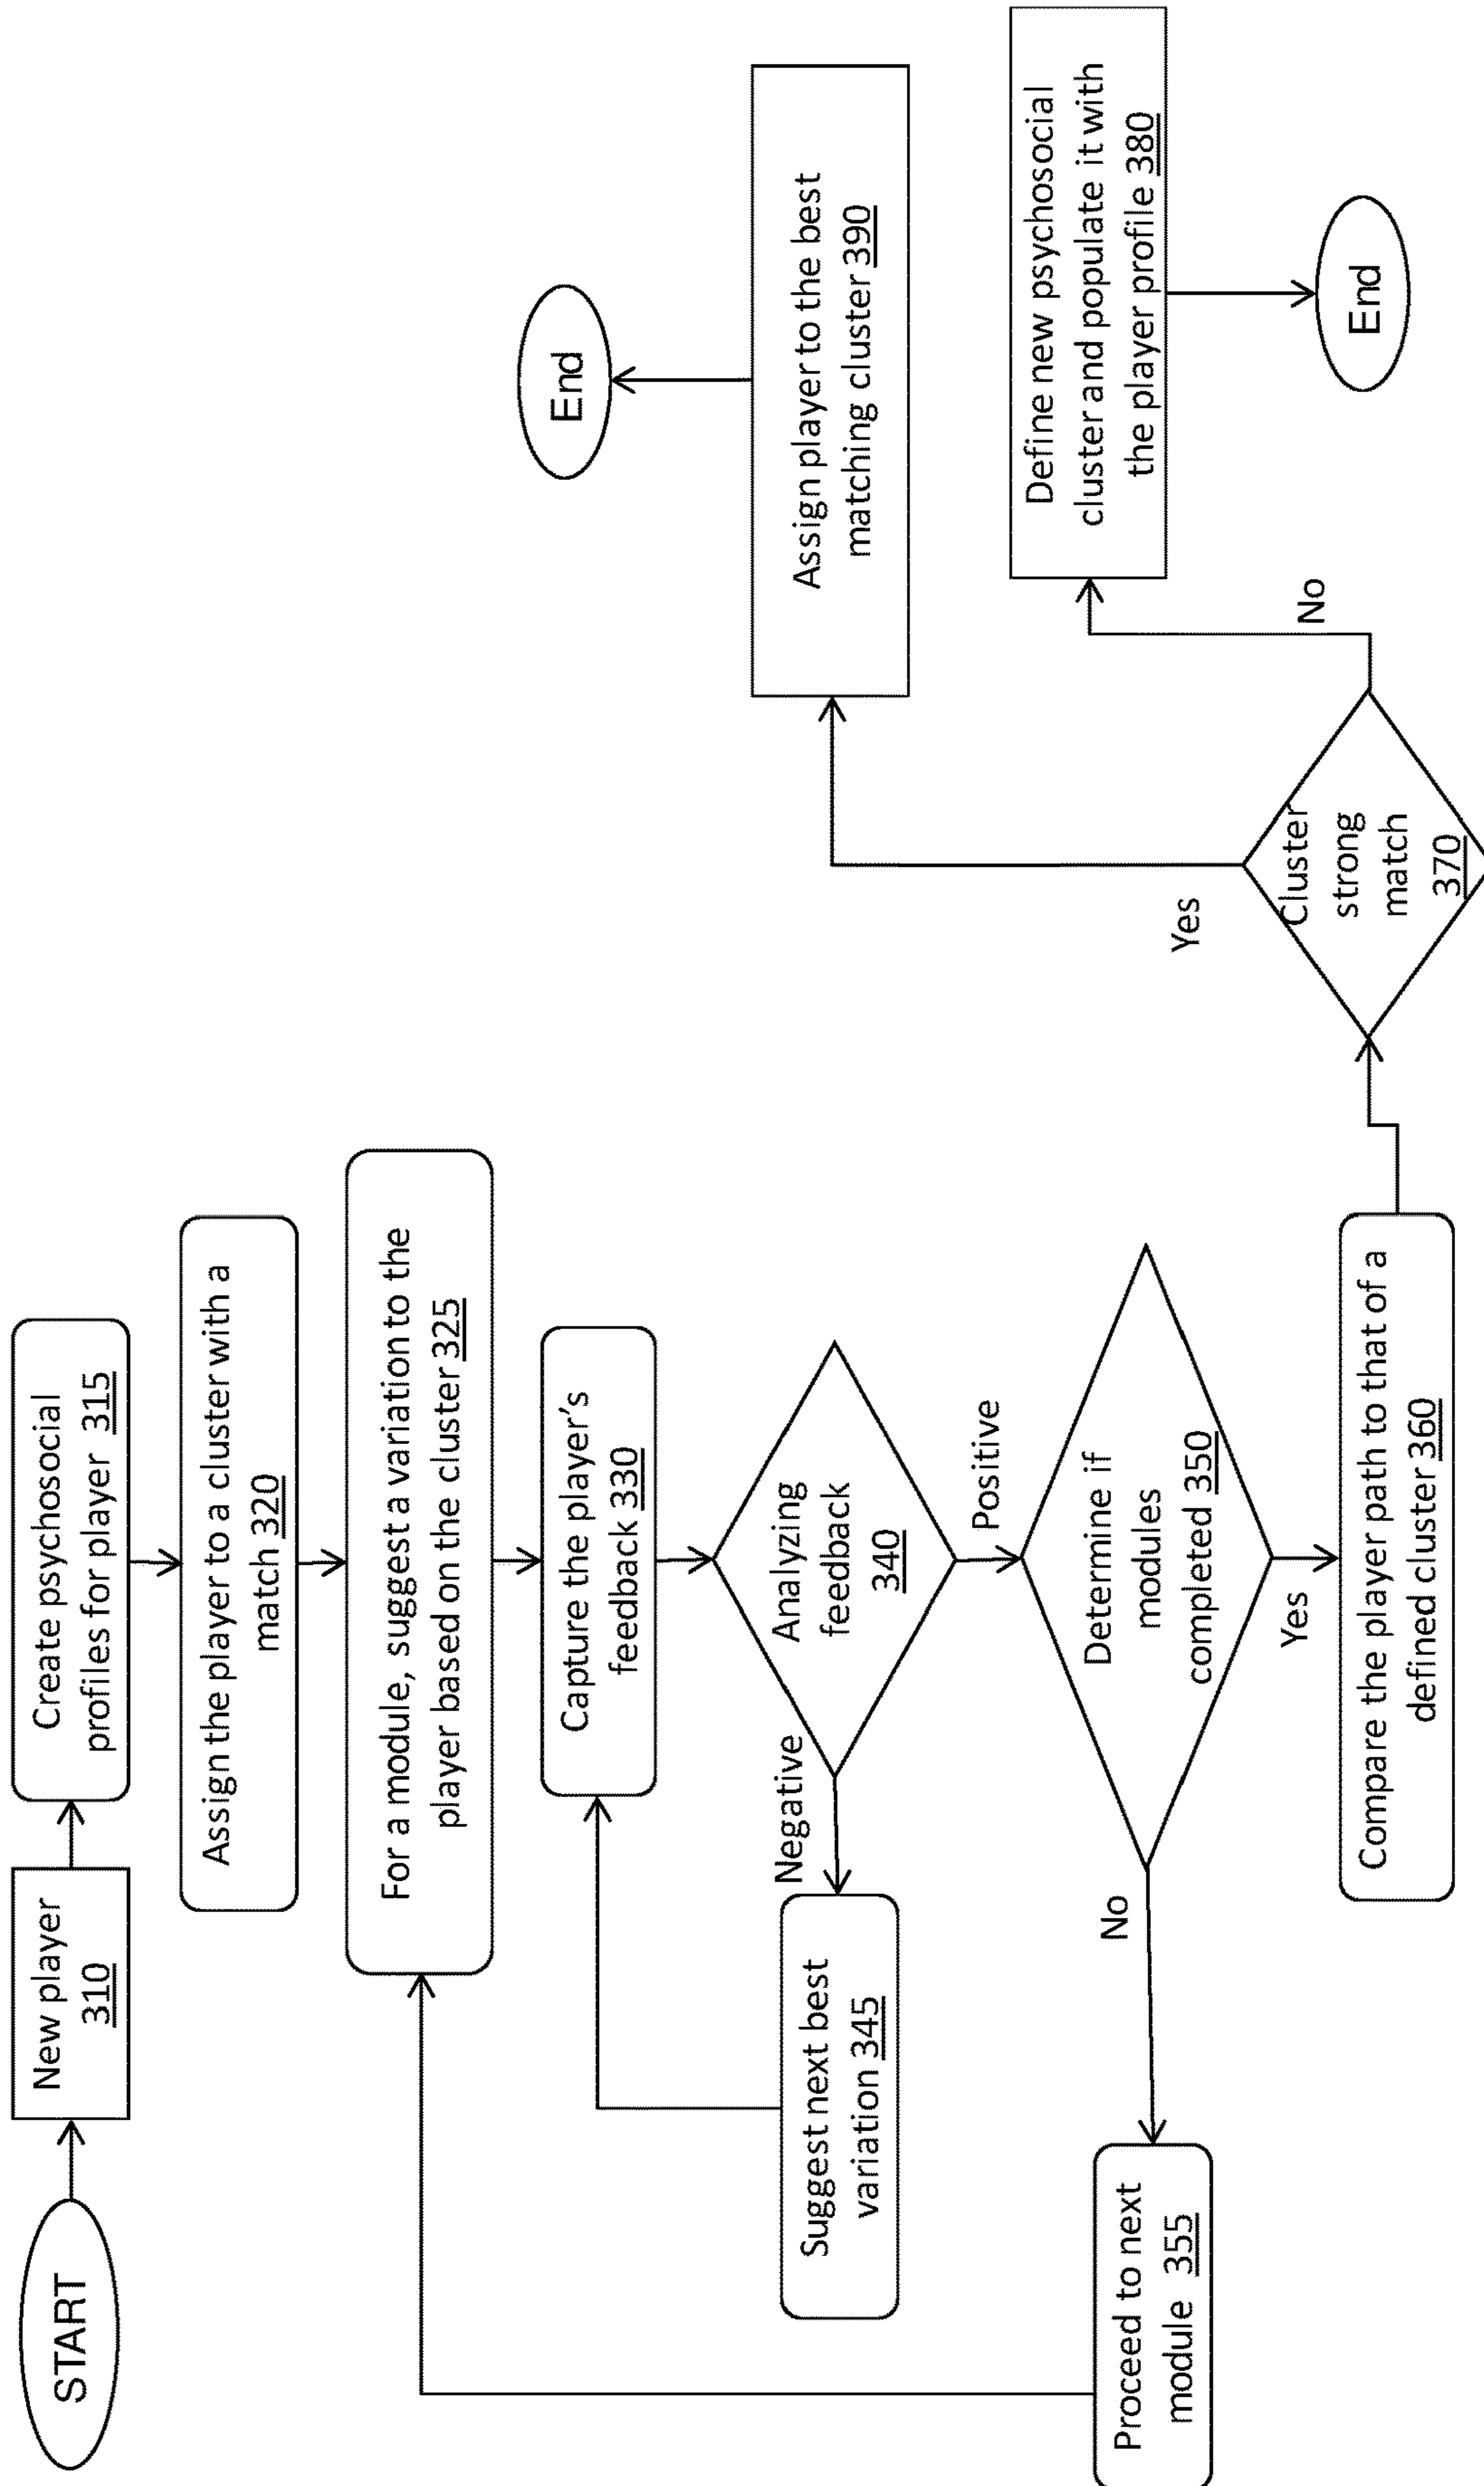 START
New player
310
Create psychosocial
profiles for player 315
Assign the player to a cluster with a
match 320
For a module, suggest a variation to the
player based on the cluster 325
Capture the player's
feedback 330
Analyzing
feedback
340
Negative
Suggest next best
variation 345
Positive
Determine if
modules
completed 350
No
Proceed to next
module 355
Yes
Compare the player path to that of a
defined cluster 360
Cluster
strong
match
370
Yes
Assign player to the best
matching cluster 390
End
No
Define new psychosocial
cluster and populate it with
the player profile 380
End